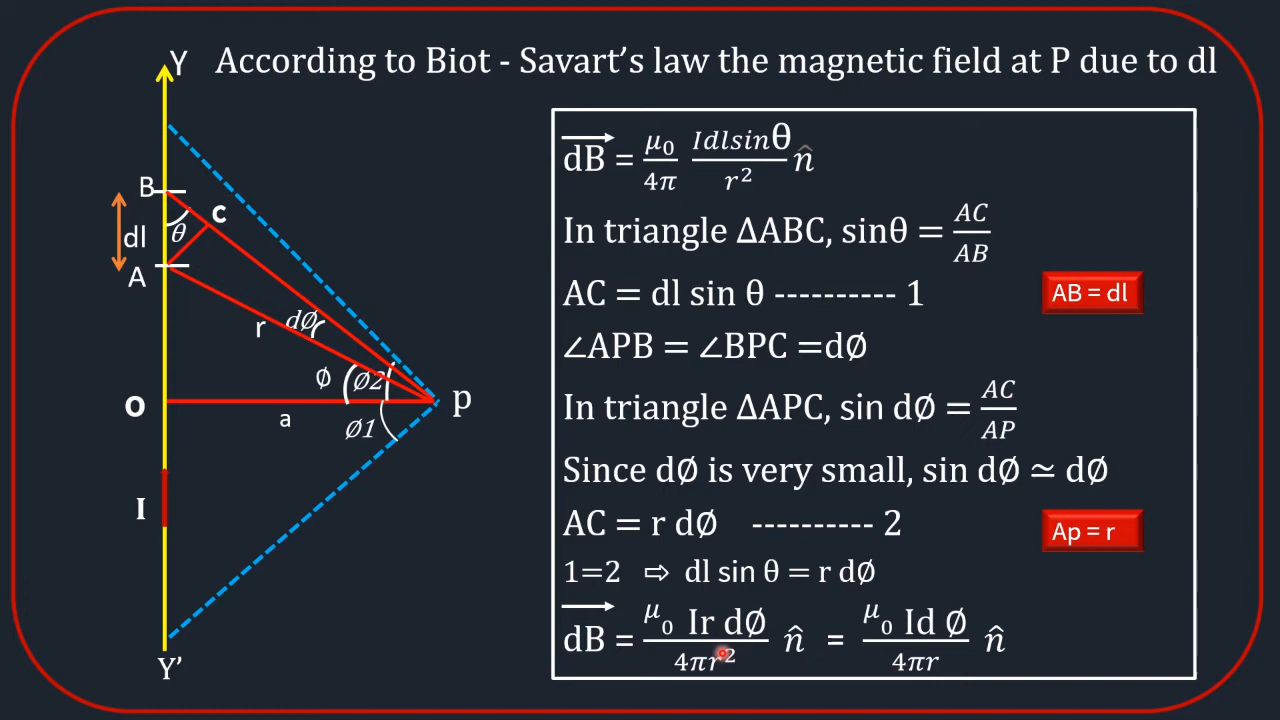 Y According to Biot - Savart’s law the magnetic field at P due to dl
B
c
dl
θ
A
r
dØ
ϕ
Ø2
O
a
p
Ø1
I
Y’
dB = μ₀/4π Idlsinθ/r² n̂
In triangle ΔABC, sinθ = AC/AB
AC = dl sin θ ---------- 1
AB = dl
∠APB = ∠BPC =dØ
In triangle ΔAPC, sin dØ = AC/AP
Since dØ is very small, sin dØ ≃ dØ
AC = r dØ ---------- 2
Ap = r
1=2 ⇨ dl sin θ = r dØ
dB = μ₀ Ir dØ/4πr² n̂ = μ₀ Id Ø/4πr n̂